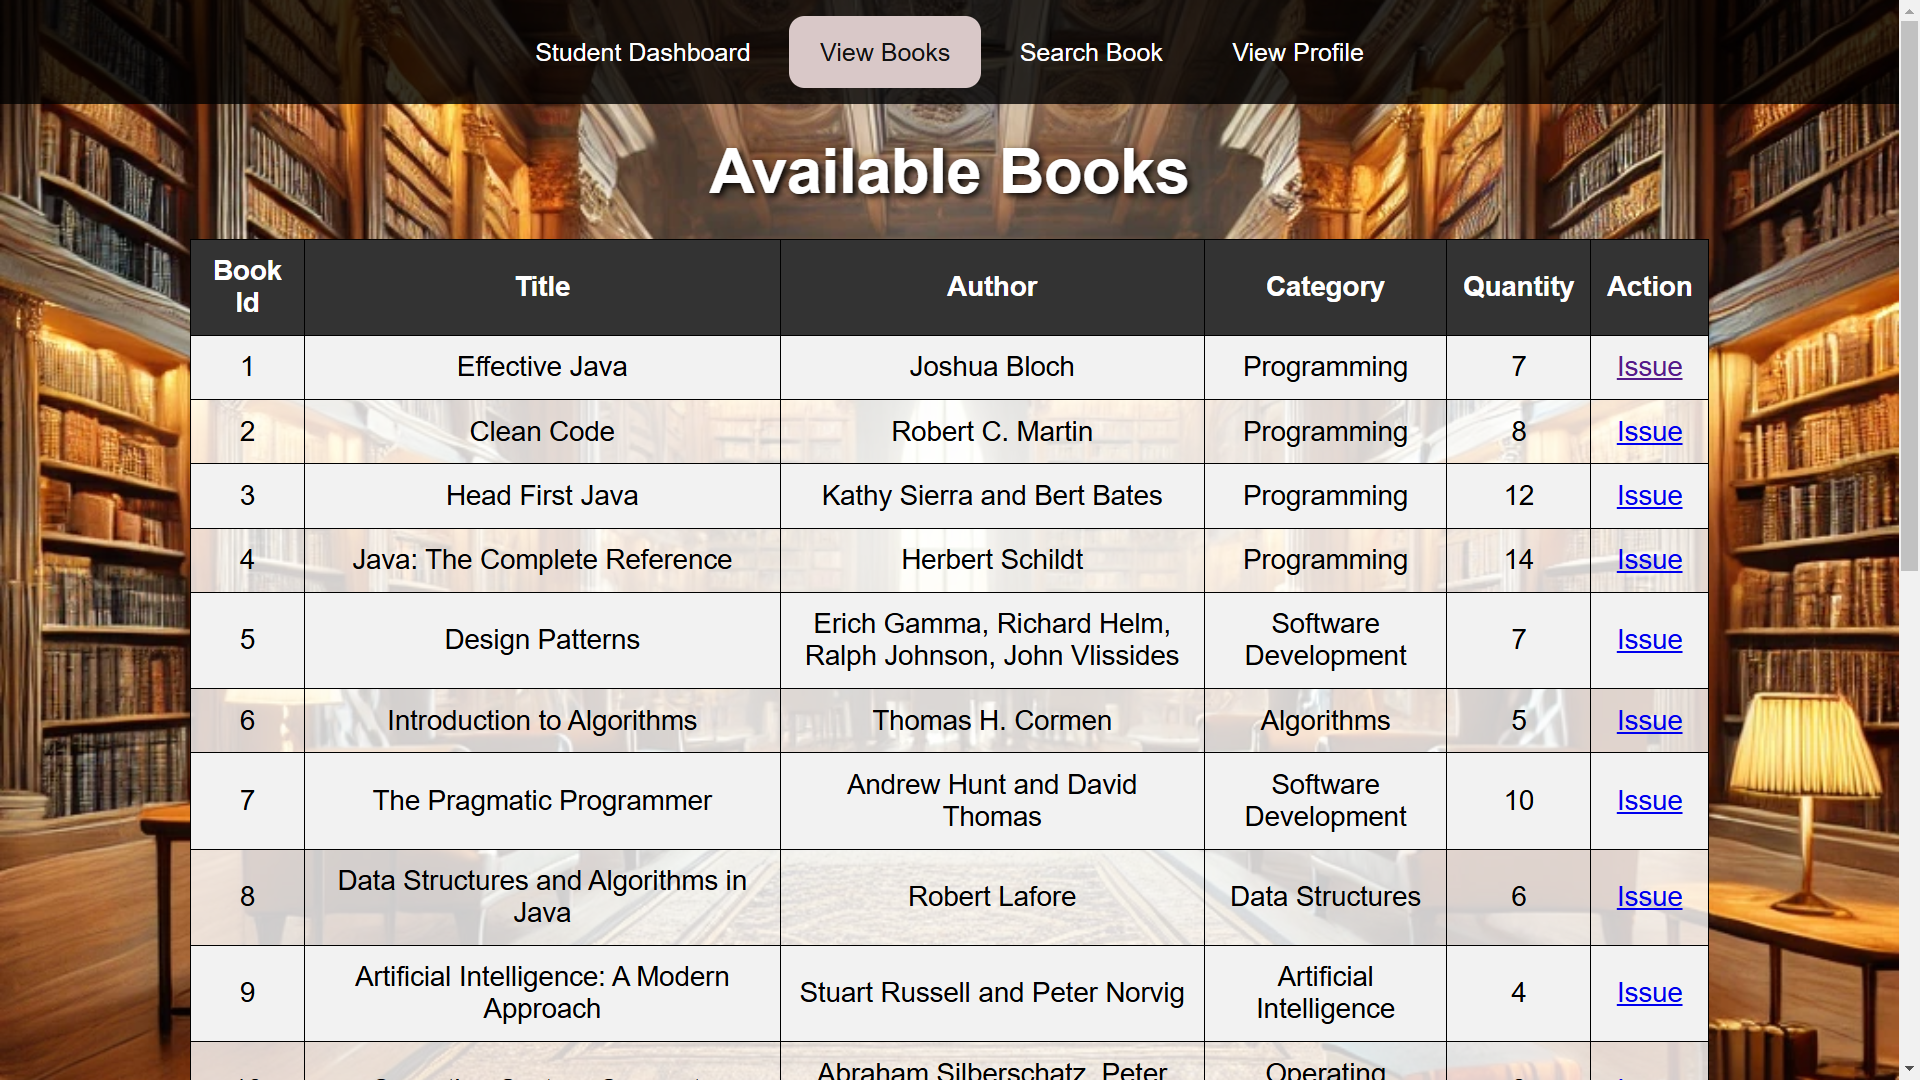 Student Dashboard View Books Search Book View Profile
Available Books
Book Id Title Author Category Quantity Action
1 Effective Java Joshua Bloch Programming 7 Issue
2 Clean Code Robert C. Martin Programming 8 Issue
3 Head First Java Kathy Sierra and Bert Bates Programming 12 Issue
4 Java: The Complete Reference Herbert Schildt Programming 14 Issue
5 Design Patterns Erich Gamma, Richard Helm, Ralph Johnson, John Vlissides Software Development 7 Issue
6 Introduction to Algorithms Thomas H. Cormen Algorithms 5 Issue
7 The Pragmatic Programmer Andrew Hunt and David Thomas Software Development 10 Issue
8 Data Structures and Algorithms in Java Robert Lafore Data Structures 6 Issue
9 Artificial Intelligence: A Modern Approach Stuart Russell and Peter Norvig Artificial Intelligence 4 Issue
Abraham Silberschatz, Peter Operating